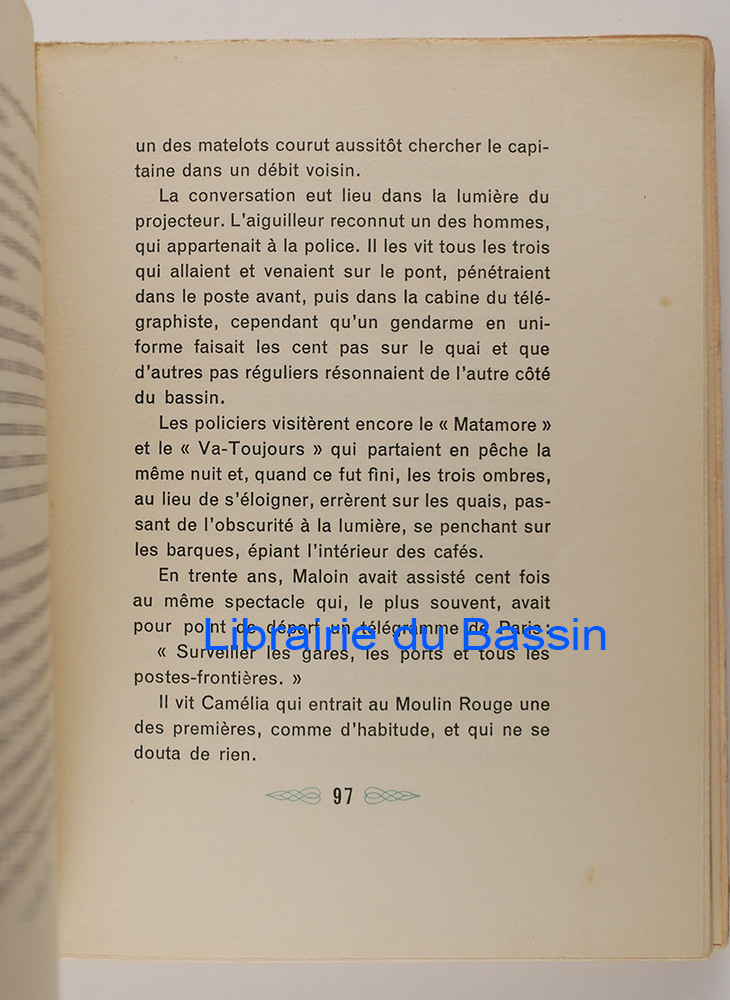 un des matelots courut aussitôt chercher le capi-
taine dans un débit voisin.
La conversation eut lieu dans la lumière du
projecteur. L'aiguilleur reconnut un des hommes,
qui appartenait à la police. Il les vit tous les trois
qui allaient et venaient sur le pont, pénétraient
dans le poste avant, puis dans la cabine du télé-
graphiste, cependant qu'un gendarme en uni-
forme faisait les cent pas sur le quai et que
d'autres pas réguliers résonnaient de l'autre côté
du bassin.
Les policiers visitèrent encore le « Matamore »
et le « Va-Toujours » qui partaient en pêche la
même nuit et, quand ce fut fini, les trois ombres,
au lieu de s'éloigner, errèrent sur les quais, pas-
sant de l'obscurité à la lumière, se penchant sur
les barques, épiant l'intérieur des cafés.
En trente ans, Maloin avait assisté cent fois
au même spectacle qui, le plus souvent, avait
pour point de départ un télégramme de Paris :
Librairie du Bassin
« Surveiller les gares, les ports et tous les
postes-frontières. »
Il vit Camélia qui entrait au Moulin Rouge une
des premières, comme d'habitude, et qui ne se
douta de rien.
97